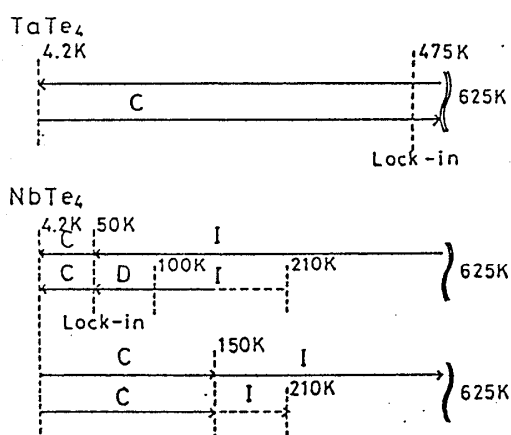 TaTe₄
4.2K 475K
C 625K
Lock-in
NbTe₄
4.2K 50K
C I
C D 100K I 210K 625K
Lock-in
150K
C I
C I 210K 625K